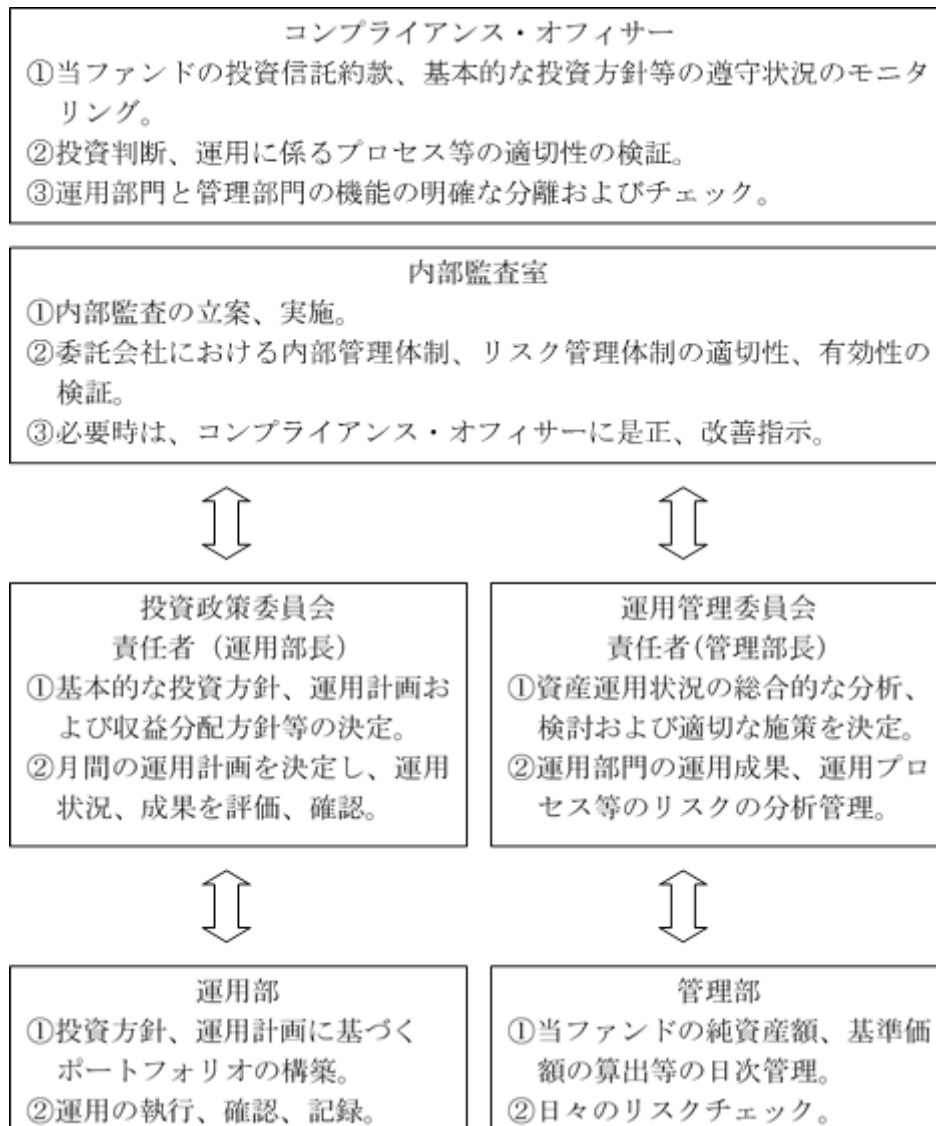 コンプライアンス・オフィサー
①当ファンドの投資信託約款、基本的な投資方針等の遵守状況のモニタ
リング。
②投資判断、運用に係るプロセス等の適切性の検証。
③運用部門と管理部門の機能の明確な分離およびチェック。
内部監査室
①内部監査の立案、実施。
②委託会社における内部管理体制、リスク管理体制の適切性、有効性の
検証。
③必要時は、コンプライアンス・オフィサーに是正、改善指示。
投資政策委員会
責任者（運用部長）
①基本的な投資方針、運用計画お
よび収益分配方針等の決定。
②月間の運用計画を決定し、運用
状況、成果を評価、確認。
運用管理委員会
責任者(管理部長)
①資産運用状況の総合的な分析、
検討および適切な施策を決定。
②運用部門の運用成果、運用プロ
セス等のリスクの分析管理。
運用部
①投資方針、運用計画に基づく
ポートフォリオの構築。
②運用の執行、確認、記録。
管理部
①当ファンドの純資産額、基準価
額の算出等の日次管理。
②日々のリスクチェック。